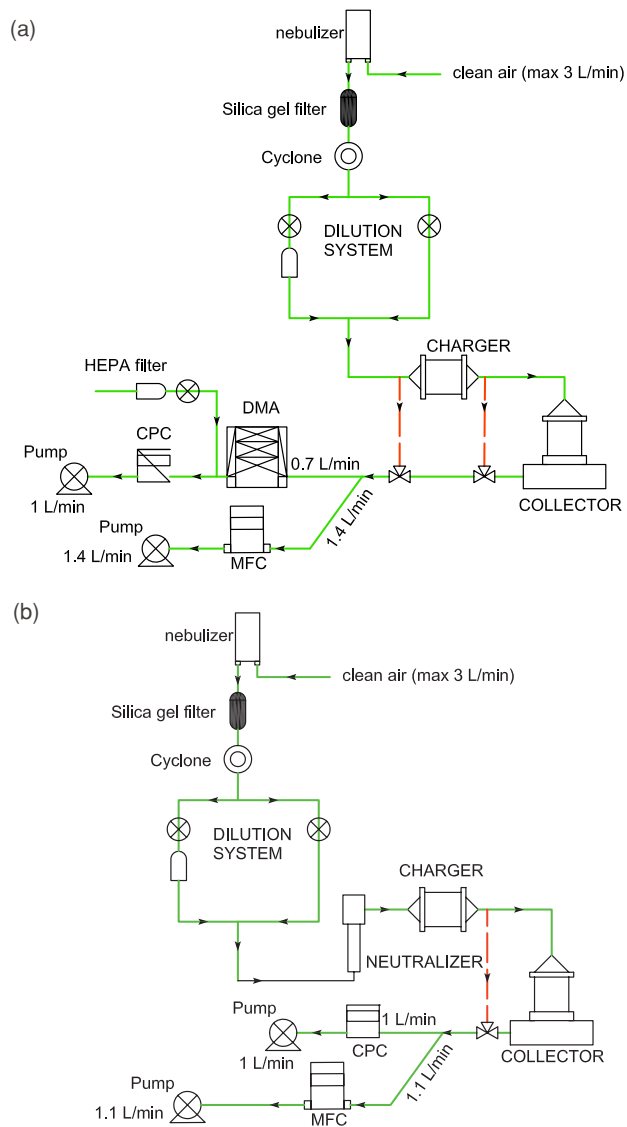 (a)
nebulizer
clean air (max 3 L/min)
Silica gel filter
Cyclone
DILUTION
SYSTEM
CHARGER
HEPA filter
DMA
CPC
Pump
0.7 L/min
1 L/min
COLLECTOR
1.4 L/min
Pump
1.4 L/min
MFC
(b)
nebulizer
clean air (max 3 L/min)
Silica gel filter
Cyclone
DILUTION
SYSTEM
CHARGER
NEUTRALIZER
Pump
1 L/min
CPC
1 L/min
COLLECTOR
1.1 L/min
Pump
1.1 L/min
MFC